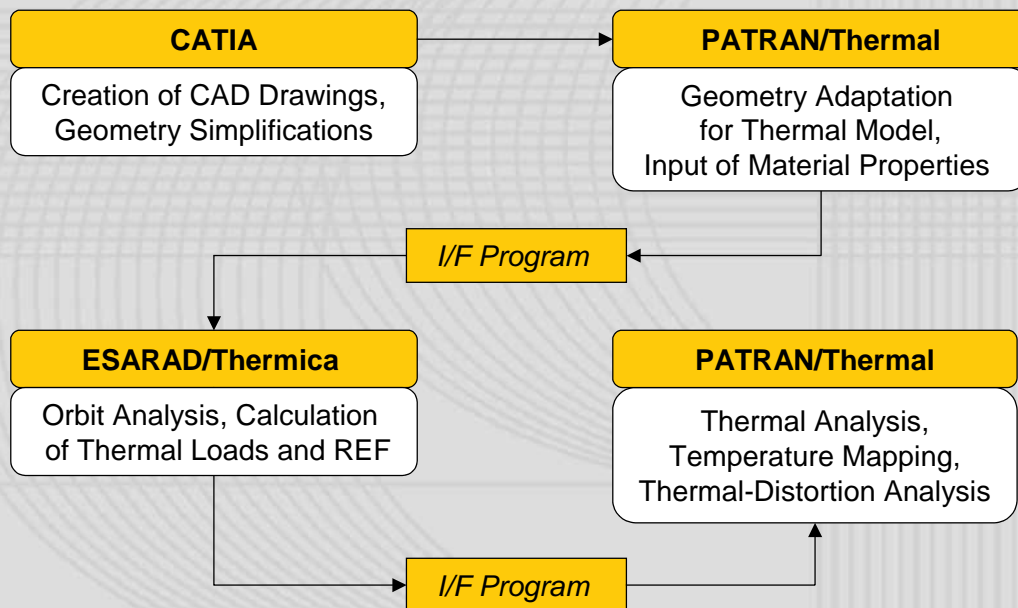 CATIA
Creation of CAD Drawings,
Geometry Simplifications
PATRAN/Thermal
Geometry Adaptation
for Thermal Model,
Input of Material Properties
I/F Program
ESARAD/Thermica
Orbit Analysis, Calculation
of Thermal Loads and REF
PATRAN/Thermal
Thermal Analysis,
Temperature Mapping,
Thermal-Distortion Analysis
I/F Program